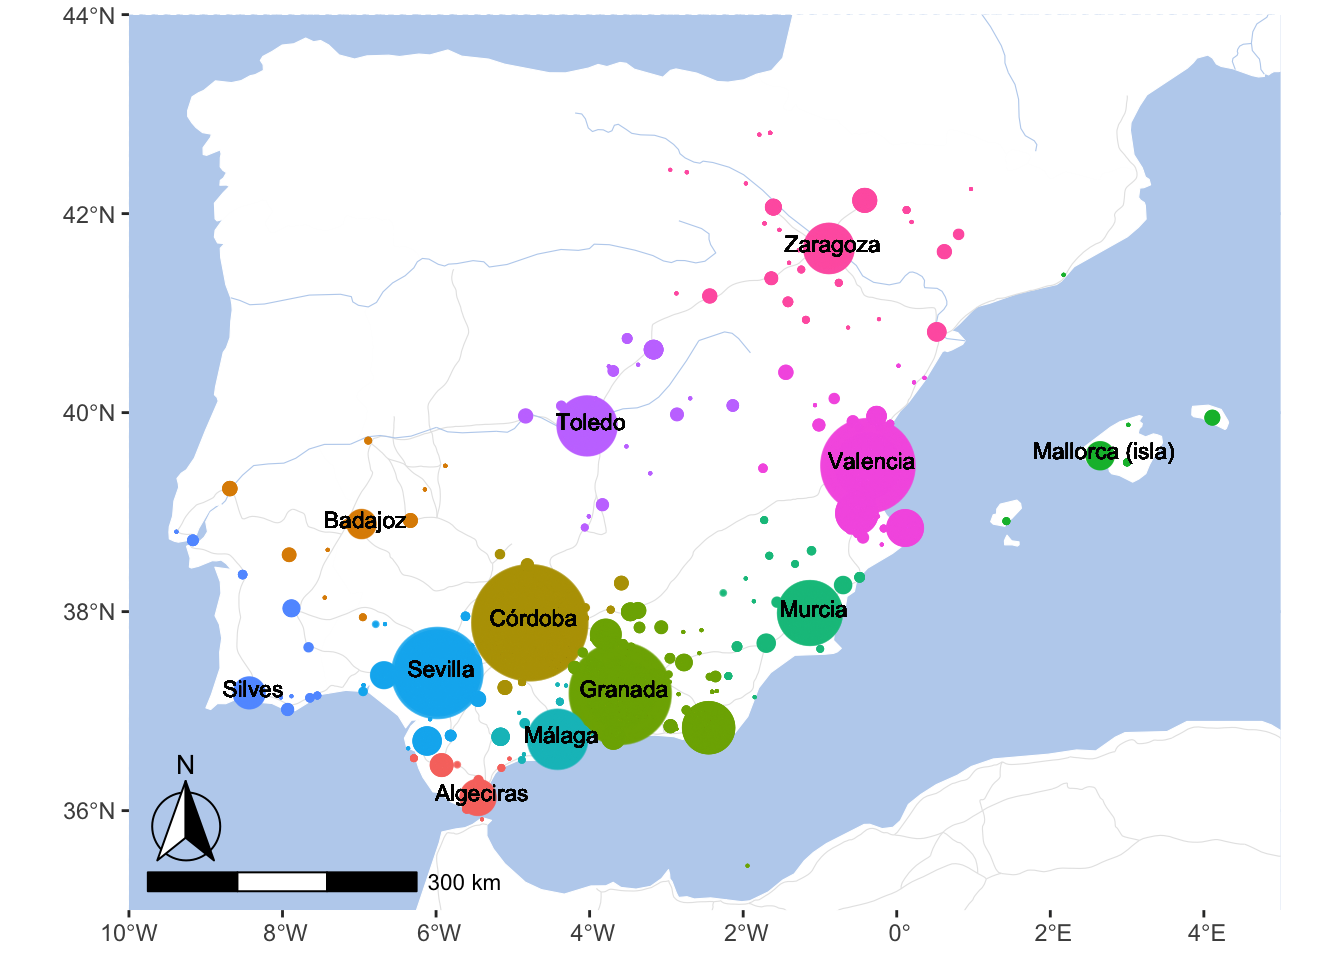 44°N
42°N
40°N
38°N
36°N
Zaragoza
Toledo
Valencia
Mallorca (isla)
Badajoz
Córdoba
Murcia
Sevilla
Silves
Granada
Málaga
Algeciras
N
300 km
10°W
8°W
6°W
4°W
2°W
0°
2°E
4°E